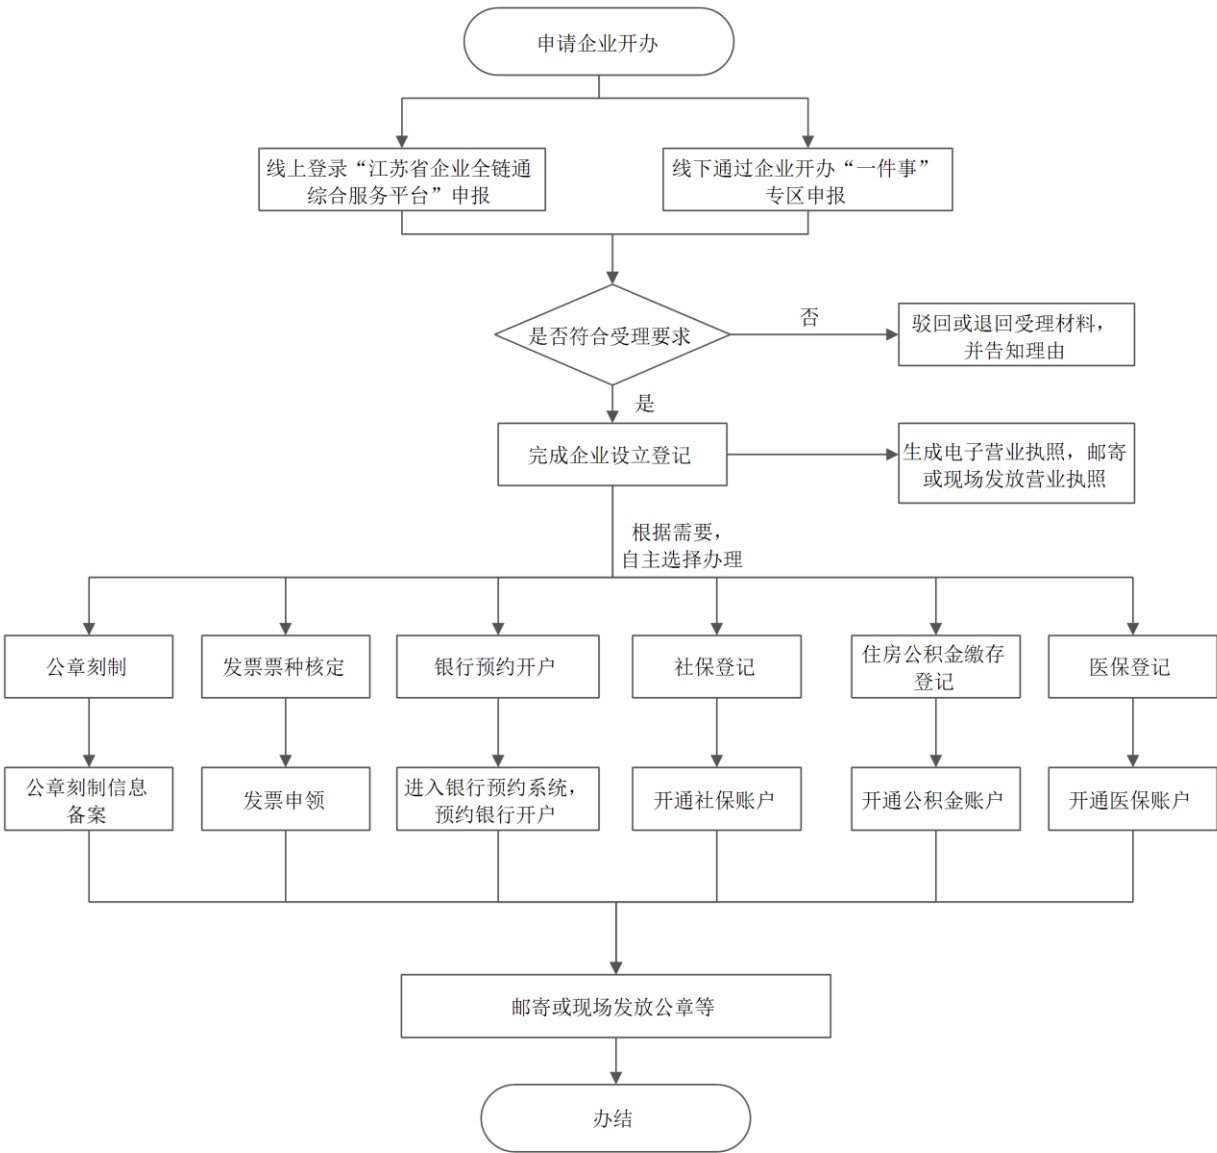 申请企业开办
线上登录“江苏省企业全链通
综合服务平台”申报
线下通过企业开办“一件事”
专区申报
是否符合受理要求
否
驳回或退回受理材料，
并告知理由
是
完成企业设立登记
生成电子营业执照，邮寄
或现场发放营业执照
根据需要，
自主选择办理
公章刻制
发票票种核定
银行预约开户
社保登记
住房公积金缴存
登记
医保登记
公章刻制信息
备案
发票申领
进入银行预约系统，
预约银行开户
开通社保账户
开通公积金账户
开通医保账户
邮寄或现场发放公章等
办结